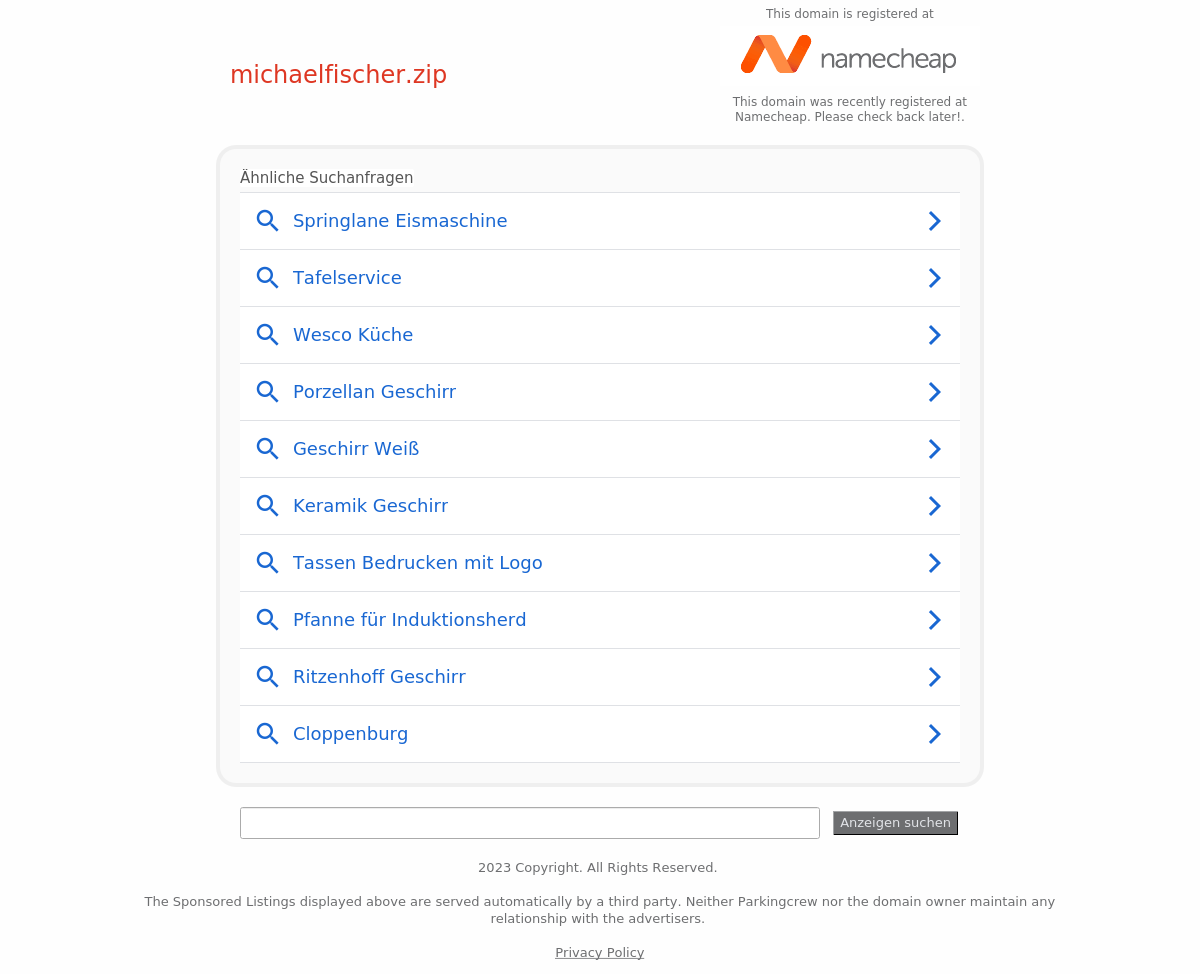 This domain is registered at
namecheap
michaelfischer.zip
This domain was recently registered at
Namecheap. Please check back later!.
Ähnliche Suchanfragen
Springlane Eismaschine
Tafelservice
Wesco Küche
Porzellan Geschirr
Geschirr Weiß
Keramik Geschirr
Tassen Bedrucken mit Logo
Pfanne für Induktionsherd
Ritzenhoff Geschirr
Cloppenburg
Anzeigen suchen
2023 Copyright. All Rights Reserved.
The Sponsored Listings displayed above are served automatically by a third party. Neither Parkingcrew nor the domain owner maintain any
relationship with the advertisers.
Privacy Policy